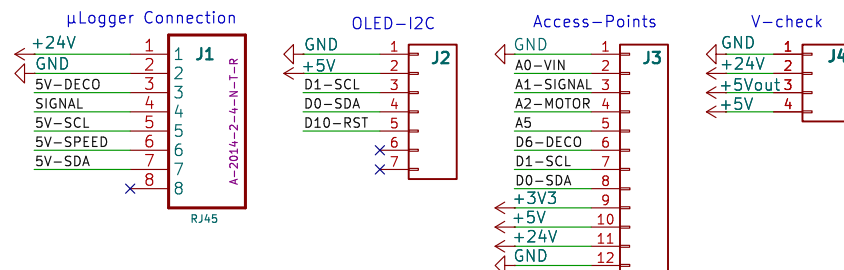 µLogger Connection
+24V 1 1 J1
GND 2 2
5V-DECO 3 3
SIGNAL 4 4
5V-SCL 5 5
5V-SPEED 6 6
5V-SDA 7 7
8 8
A-2014-2-4-N-T-R
RJ45
OLED-I2C
GND 1 J2
+5V 2
D1-SCL 3
D0-SDA 4
D10-RST 5
6
7
Access-Points
GND 1 J3
A0-VIN 2
A1-SIGNAL 3
A2-MOTOR 4
A5 5
D6-DECO 6
D1-SCL 7
D0-SDA 8
+3V3 9
+5V 10
+24V 11
GND 12
V-check
GND 1 J4
+24V 2
+5Vout 3
+5V 4